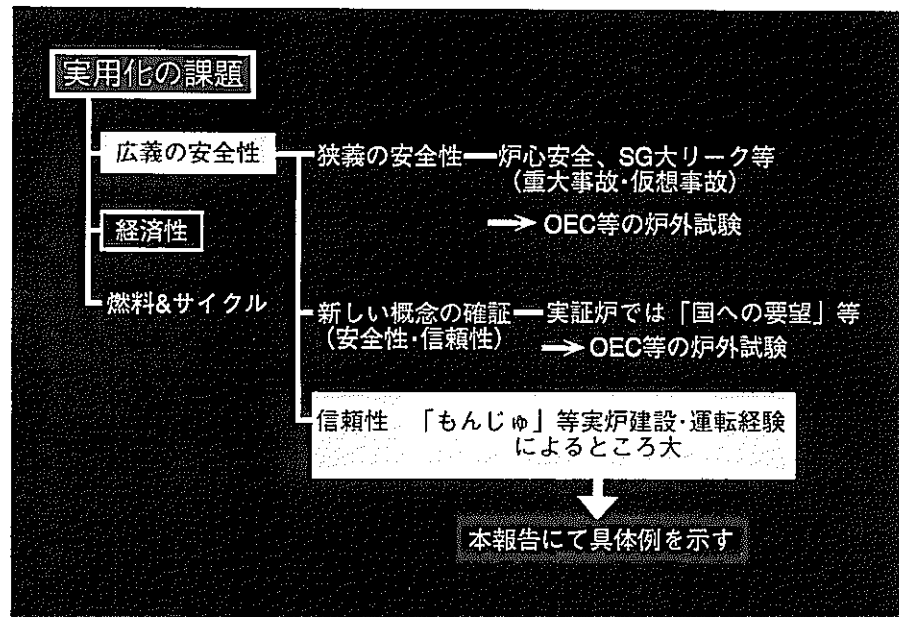 実用化の課題
広義の安全性
狭義の安全性
炉心安全、SG大リーク等
(重大事故・仮想事故)
→ OEC等の炉外試験
経済性
燃料&サイクル
新しい概念の確証
(安全性・信頼性)
実証炉では「国への要望」等
→ OEC等の炉外試験
信頼性 「もんじゅ」等実炉建設・運転経験
によるところ大
本報告にて具体例を示す